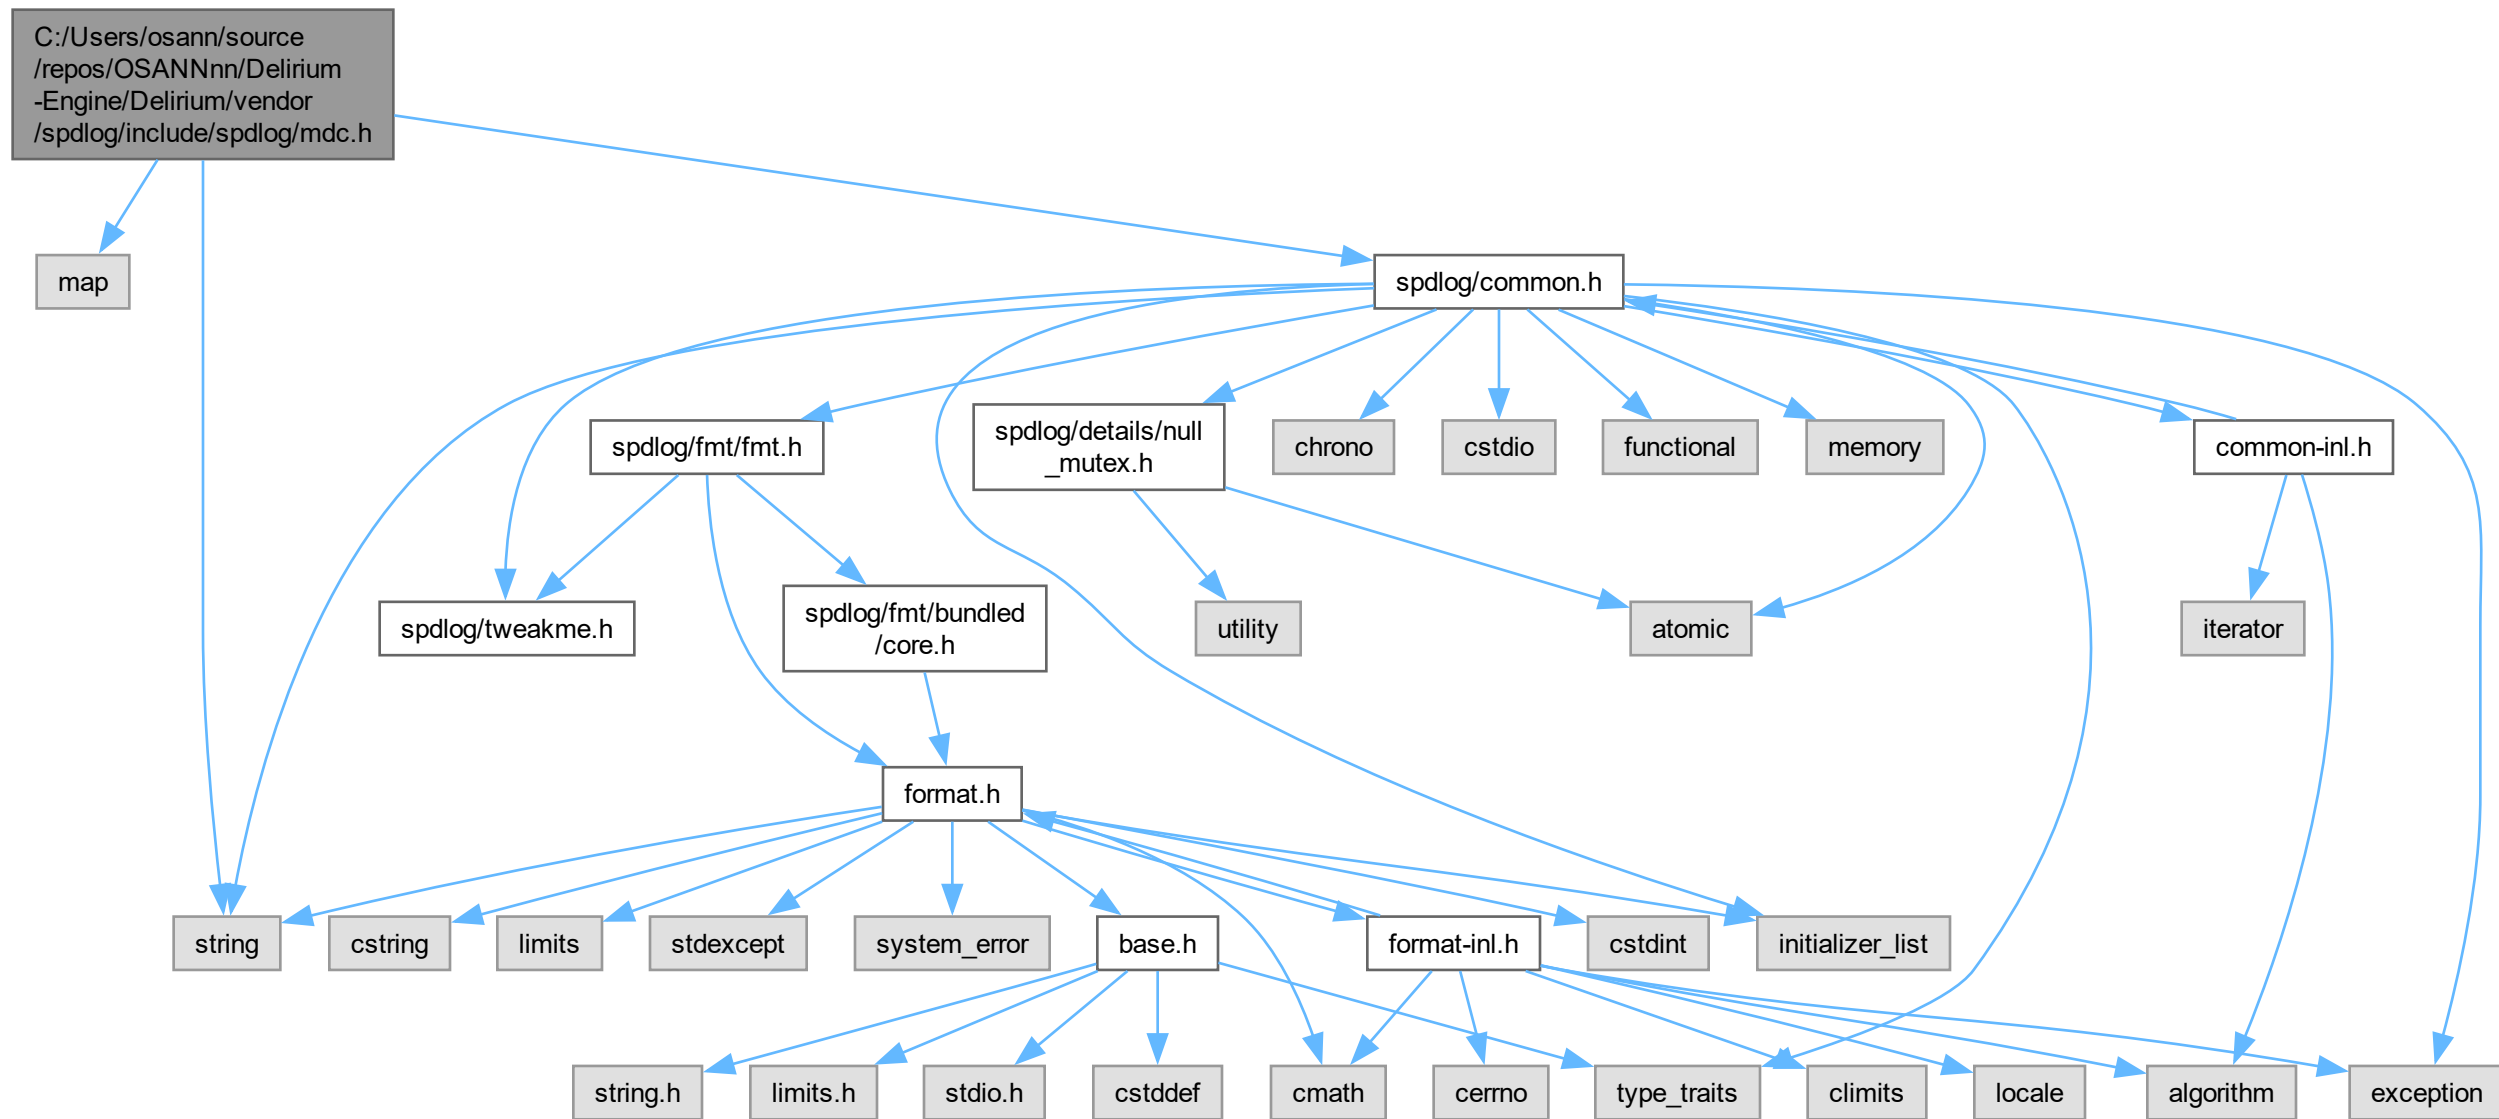 C:/Users/osann/source
/repos/OSANNnn/Delirium
-Engine/Delirium/vendor
/spdlog/include/spdlog/mdc.h
map
spdlog/common.h
spdlog/fmt/fmt.h
spdlog/details/null
_mutex.h
chrono
cstdio
functional
memory
common-inl.h
spdlog/tweakme.h
spdlog/fmt/bundled
/core.h
utility
atomic
iterator
format.h
string
cstring
limits
stdexcept
system_error
base.h
format-inl.h
cstdint
initializer_list
string.h
limits.h
stdio.h
cstddef
cmath
cerrno
type_traits
climits
locale
algorithm
exception